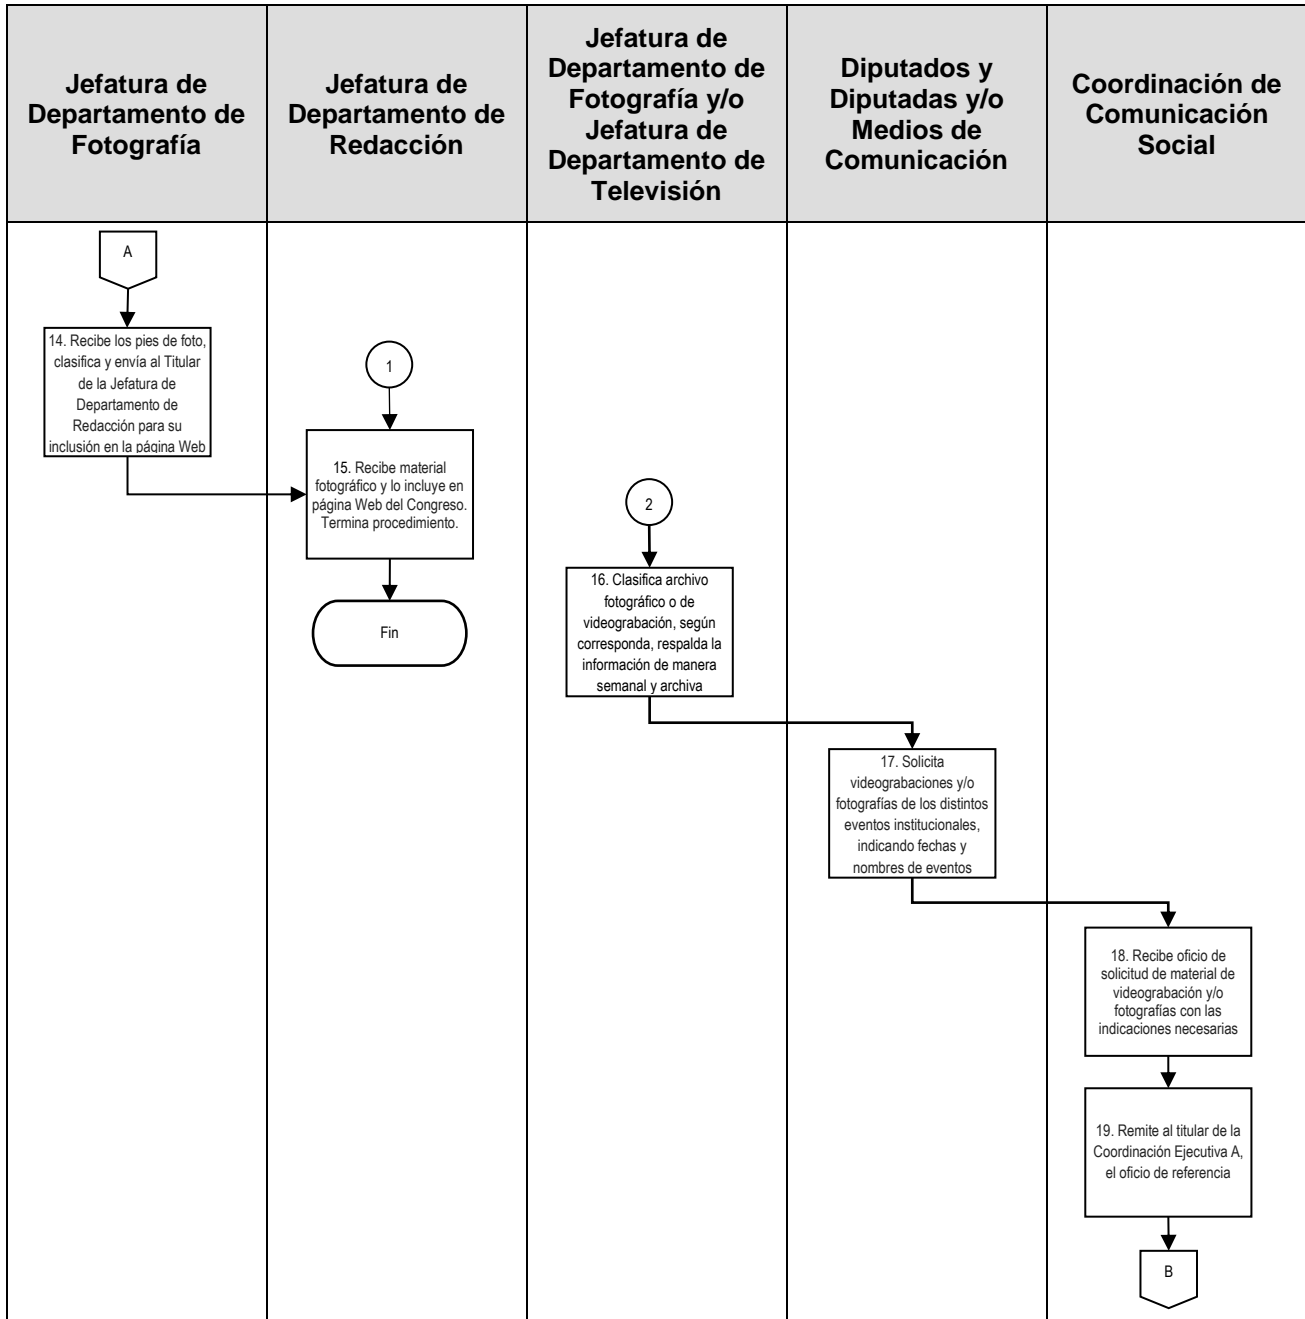 Jefatura de
Departamento de
Fotografía
Jefatura de
Departamento de
Redacción
Jefatura de
Departamento de
Fotografía y/o
Jefatura de
Departamento de
Televisión
Diputados y
Diputadas y/o
Medios de
Comunicación
Coordinación de
Comunicación
Social
A
14. Recibe los pies de foto,
clasifica y envía al Titular
de la Jefatura de
Departamento de
Redacción para su
inclusión en la página Web
1
15. Recibe material
fotográfico y lo incluye en
página Web del Congreso.
Termina procedimiento.
Fin
2
16. Clasifica archivo
fotográfico o de
videograbación, según
corresponda, respalda la
información de manera
semanal y archiva
17. Solicita
videograbaciones y/o
fotografías de los distintos
eventos institucionales,
indicando fechas y
nombres de eventos
18. Recibe oficio de
solicitud de material de
videograbación y/o
fotografías con las
indicaciones necesarias
19. Remite al titular de la
Coordinación Ejecutiva A,
el oficio de referencia
B